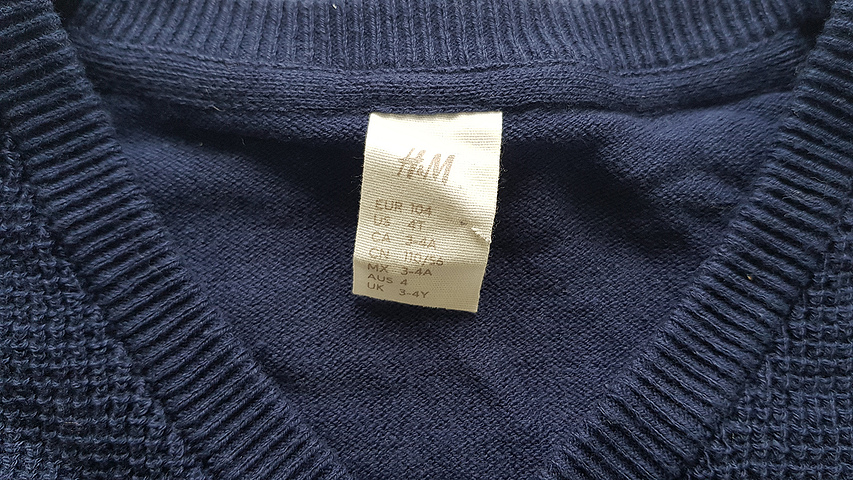 H&M
EUR 104
US 4T
CA 3-4A
CN 110/56
MX 3-4A
AUS 4
UK 3-4Y